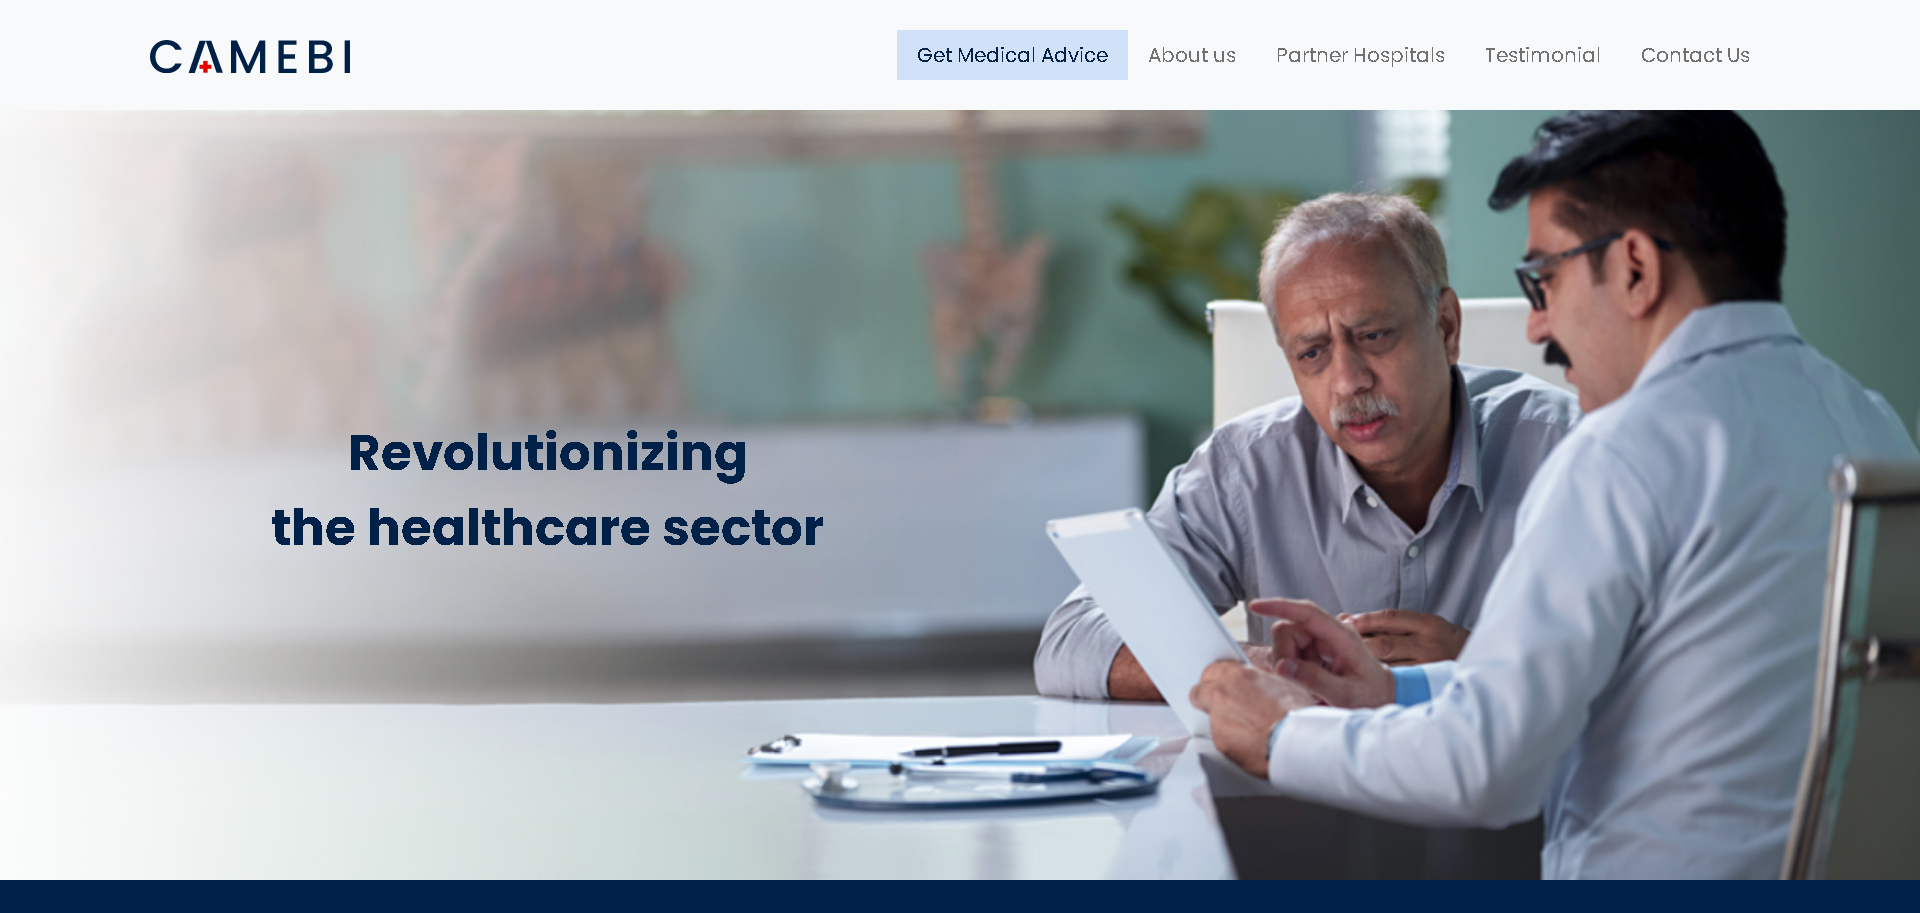 CAMEBI
Get Medical Advice
About us
Partner Hospitals
Testimonial
Contact Us
Revolutionizing
the healthcare sector